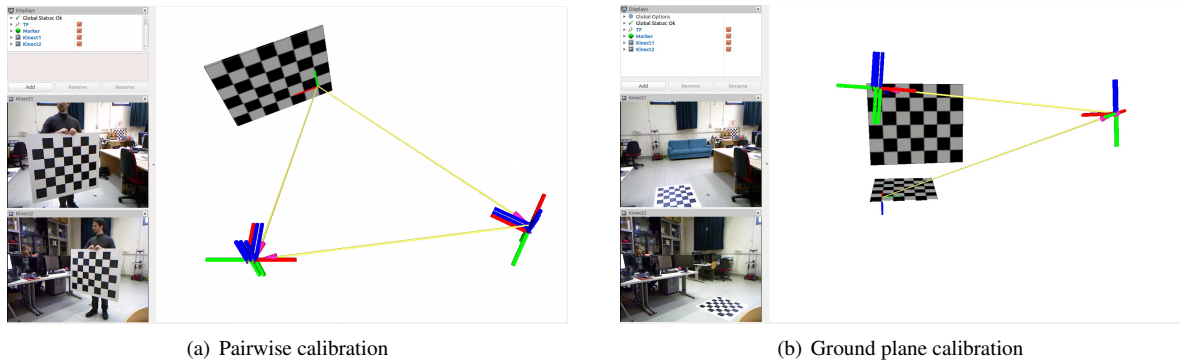 Displays
Global Status: Ok
TF
Marker
Kinect1
Kinect2
Add Remove Rename
Kinect1
Kinect2
(a) Pairwise calibration
Displays
Global Options
Global Status: Ok
TF
Marker
Kinect1
Kinect2
Add Remove Rename
Kinect1
Kinect2
(b) Ground plane calibration